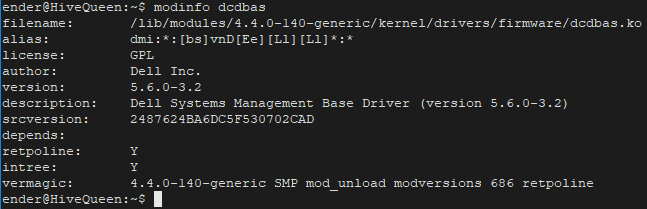 ender@HiveQueen:~$ modinfo dcdbas
filename:       /lib/modules/4.4.0-140-generic/kernel/drivers/firmware/dcdbas.ko
alias:          dmi:*:[bs]vnD[Ee][Ll][Ll]*:*
license:        GPL
author:         Dell Inc.
version:        5.6.0-3.2
description:    Dell Systems Management Base Driver (version 5.6.0-3.2)
srcversion:     2487624BA6DC5F530702CAD
depends:
retpoline:      Y
intree:         Y
vermagic:       4.4.0-140-generic SMP mod_unload modversions 686 retpoline
ender@HiveQueen:~$